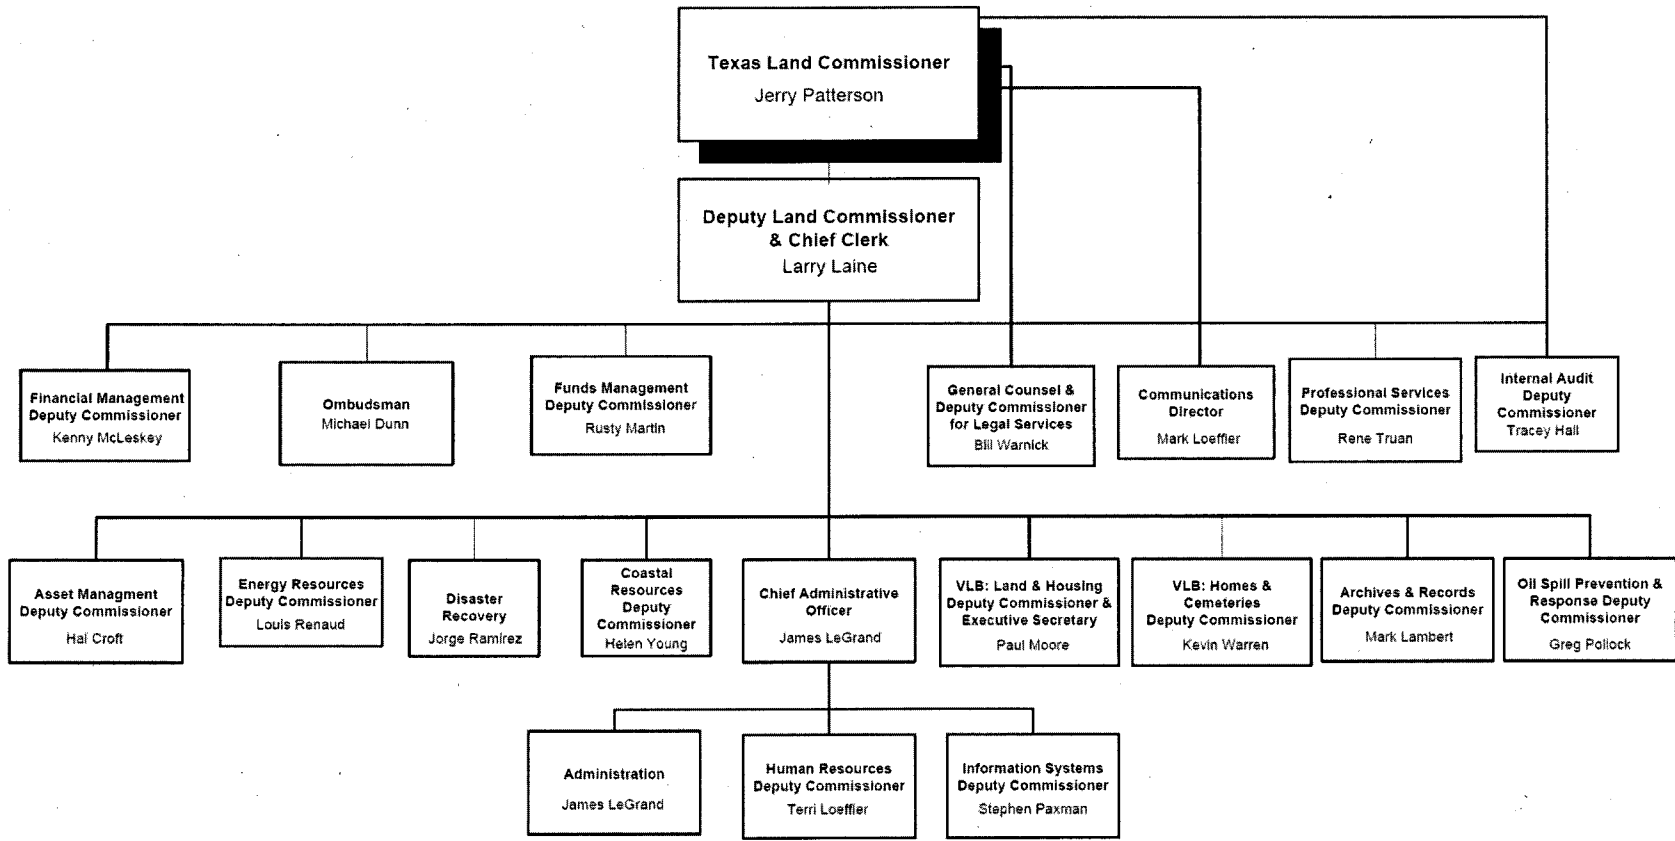 Texas Land Commissioner
Jerry Patterson
Deputy Land Commissioner
& Chief Clerk
Larry Laine
Financial Management
Deputy Commissioner
Kenny McLeskey
Ombudsman
Michael Dunn
Funds Management
Deputy Commissioner
Rusty Martin
General Counsel &
Deputy Commissioner
for Legal Services
Bill Warnick
Communications
Director
Mark Loeffler
Professional Services
Deputy Commissioner
Rene Truan
Internal Audit
Deputy
Commissioner
Tracey Hall
Asset Managment
Deputy Commissioner
Hal Croft
Energy Resources
Deputy Commissioner
Louis Renaud
Disaster
Recovery
Jorge Ramirez
Coastal
Resources
Deputy
Commissioner
Helen Young
Chief Administrative
Officer
James LeGrand
VLB: Land & Housing
Deputy Commissioner &
Executive Secretary
Paul Moore
VLB: Homes &
Cemeteries
Deputy Commissioner
Kevin Warren
Archives & Records
Deputy Commissioner
Mark Lambert
Oil Spill Prevention &
Response Deputy
Commissioner
Greg Pollock
Administration
James LeGrand
Human Resources
Deputy Commissioner
Terri Loeffler
Information Systems
Deputy Commissioner
Stephen Paxman